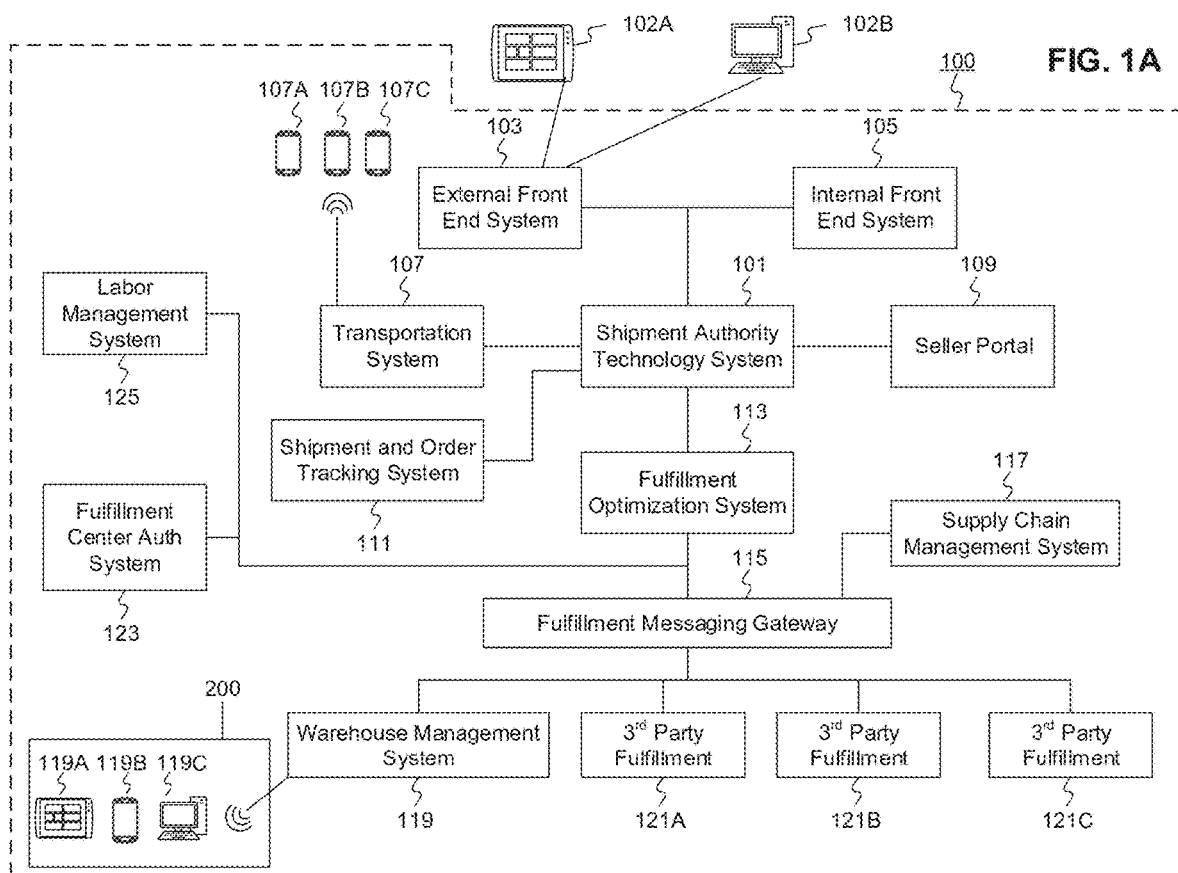 102A
102B
FIG. 1A
100
107A
107B
107C
103
105
External Front
End System
Internal Front
End System
107
101
109
Labor
Management
System
Transportation
System
Shipment Authority
Technology System
Seller Portal
125
113
Shipment and Order
Tracking System
Fulfillment
Optimization System
117
Fulfillment
Center Auth
System
111
Supply Chain
Management System
115
123
Fulfillment Messaging Gateway
200
Warehouse Management
System
3rd Party
Fulfillment
3rd Party
Fulfillment
3rd Party
Fulfillment
119A
119B
119C
119
121A
121B
121C